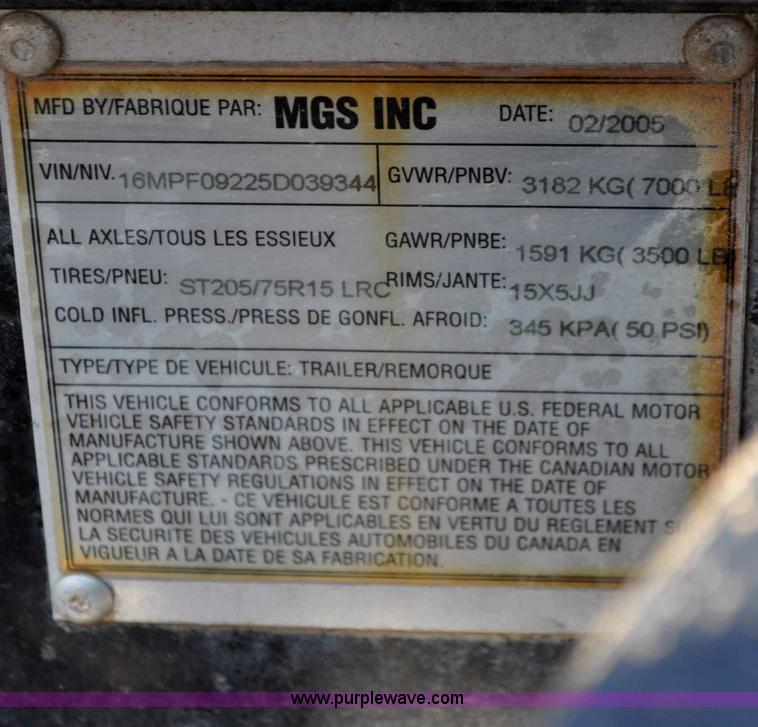 MFD BY/FABRIQUE PAR: MGS INC DATE: 02/2005
VIN/NIV. 16MPF09225D039344 GVWR/PNBV: 3182 KG( 7000 LB
ALL AXLES/TOUS LES ESSIEUX GAWR/PNBE: 1591 KG( 3500 LB
TIRES/PNEU: ST205/75R15 LRC RIMS/JANTE: 15X5JJ
COLD INFL. PRESS./PRESS DE GONFL. AFROID: 345 KPA( 50 PSI)
TYPE/TYPE DE VEHICULE: TRAILER/REMORQUE
THIS VEHICLE CONFORMS TO ALL APPLICABLE U.S. FEDERAL MOTOR
VEHICLE SAFETY STANDARDS IN EFFECT ON THE DATE OF
MANUFACTURE SHOWN ABOVE. THIS VEHICLE CONFORMS TO ALL
APPLICABLE STANDARDS PRESCRIBED UNDER THE CANADIAN MOTOR
VEHICLE SAFETY REGULATIONS IN EFFECT ON THE DATE OF
MANUFACTURE. - CE VEHICULE EST CONFORME A TOUTES LES
NORMES QUI LUI SONT APPLICABLES EN VERTU DU REGLEMENT
LA SECURITE DES VEHICULES AUTOMOBILES DU CANADA EN
VIGUEUR A LA DATE DE SA FABRICATION.
www.purplewave.com